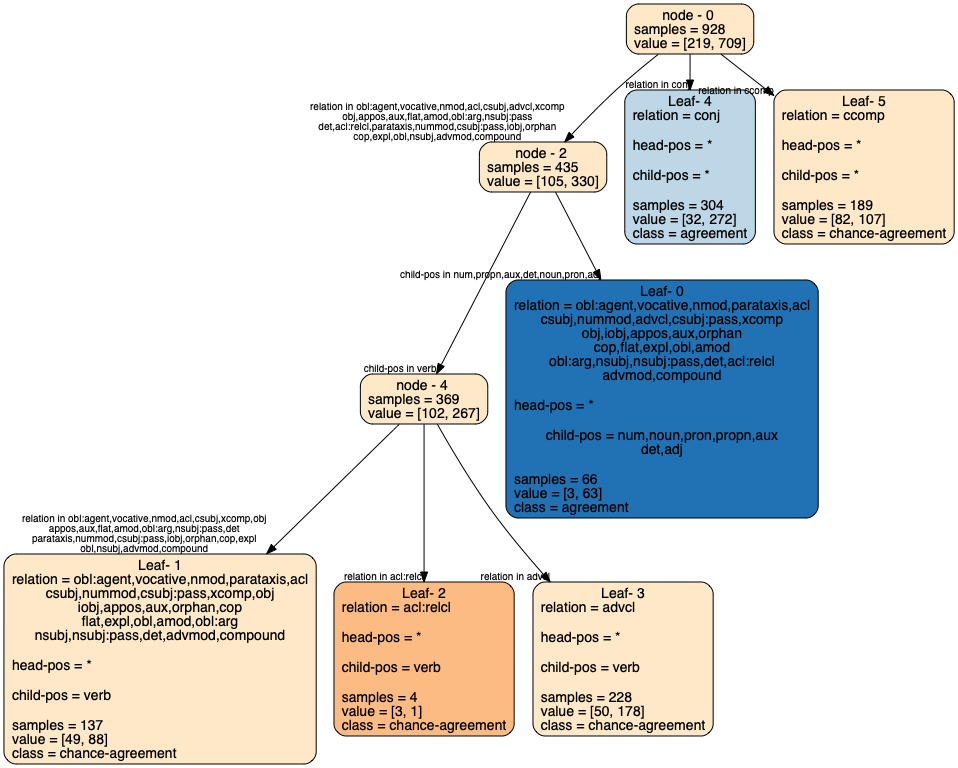 node - 0
samples = 928
value = [219, 709]
relation in conj
relation in ccomp
Leaf- 4
relation = conj
head-pos = *
child-pos = *
samples = 304
value = [32, 272]
class = agreement
Leaf- 5
relation = ccomp
head-pos = *
child-pos = *
samples = 189
value = [82, 107]
class = chance-agreement
relation in obl:agent,vocative,nmod,acl,csubj,advcl,xcomp
obj,appos,aux,flat,amod,obl:arg,nsubj:pass
det,acl:relcl,parataxis,nummod,csubj:pass,iobj,orphan
cop,expl,obl,nsubj,advmod,compound
node - 2
samples = 435
value = [105, 330]
child-pos in num,propn,aux,det,noun,pron,adj
Leaf- 0
relation = obl:agent,vocative,nmod,parataxis,acl
csubj,nummod,advcl,csubj:pass,xcomp
obj,iobj,appos,aux,orphan
cop,flat,expl,obl,amod
obl:arg,nsubj,nsubj:pass,det,acl:relcl
advmod,compound
head-pos = *
child-pos = num,noun,pron,propn,aux
det,adj
samples = 66
value = [3, 63]
class = agreement
child-pos in verb
node - 4
samples = 369
value = [102, 267]
relation in obl:agent,vocative,nmod,acl,csubj,xcomp,obj
appos,aux,flat,amod,obl:arg,nsubj:pass,det
parataxis,nummod,csubj:pass,iobj,orphan,cop,expl
obl,nsubj,advmod,compound
Leaf- 1
relation = obl:agent,vocative,nmod,parataxis,acl
csubj,nummod,csubj:pass,xcomp,obj
iobj,appos,aux,orphan,cop
flat,expl,obl,amod,obl:arg
nsubj,nsubj:pass,det,advmod,compound
head-pos = *
child-pos = verb
samples = 137
value = [49, 88]
class = chance-agreement
relation in acl:relcl
Leaf- 2
relation = acl:relcl
head-pos = *
child-pos = verb
samples = 4
value = [3, 1]
class = chance-agreement
relation in advcl
Leaf- 3
relation = advcl
head-pos = *
child-pos = verb
samples = 228
value = [50, 178]
class = chance-agreement